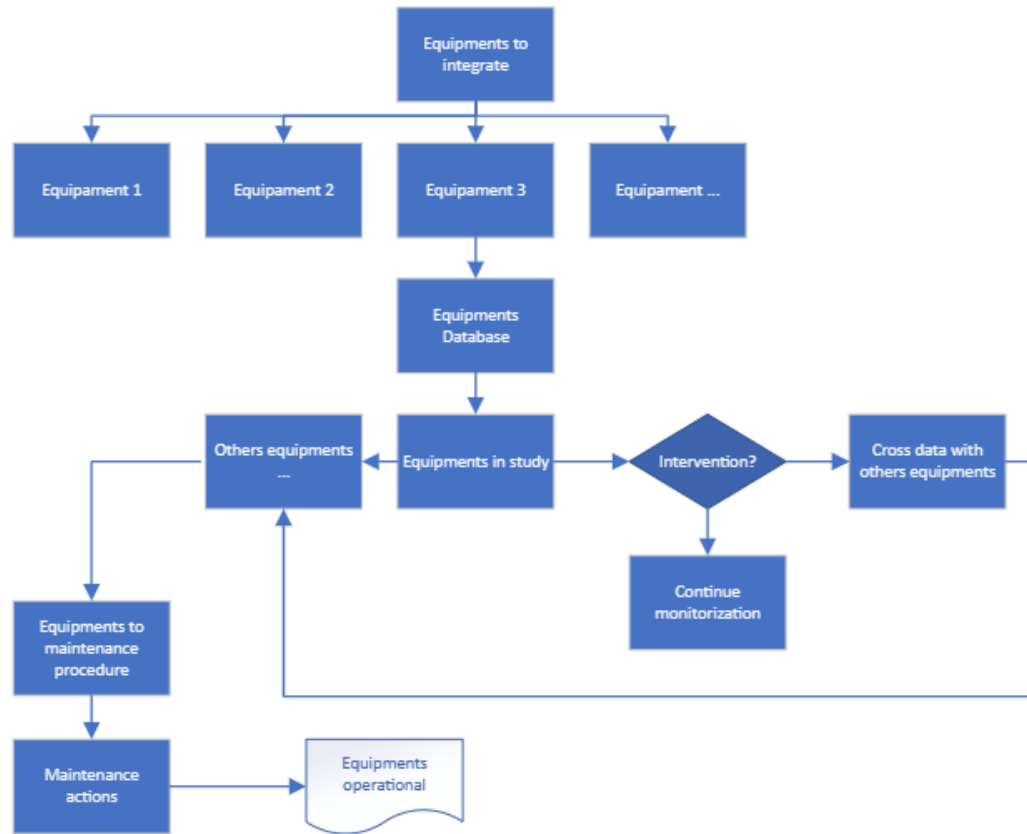 Equipments to
integrate
Equipament 1
Equipament 2
Equipament 3
Equipament ...
Equipments
Database
Others equipments
...
Equipments in study
Intervention?
Cross data with
others equipments
Continue
monitorization
Equipments to
maintenance
procedure
Maintenance
actions
Equipments
operational